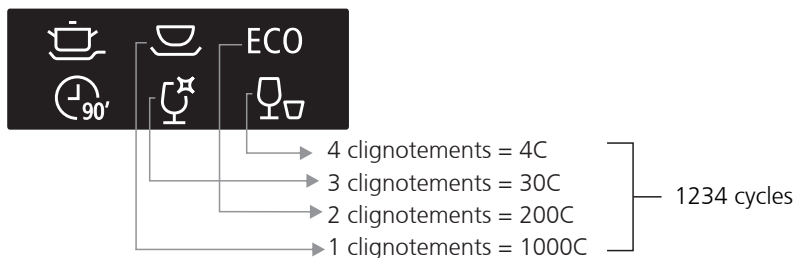 ECO
90’
4 clignotements = 4C
3 clignotements = 30C
2 clignotements = 200C
1 clignotements = 1000C
1234 cycles